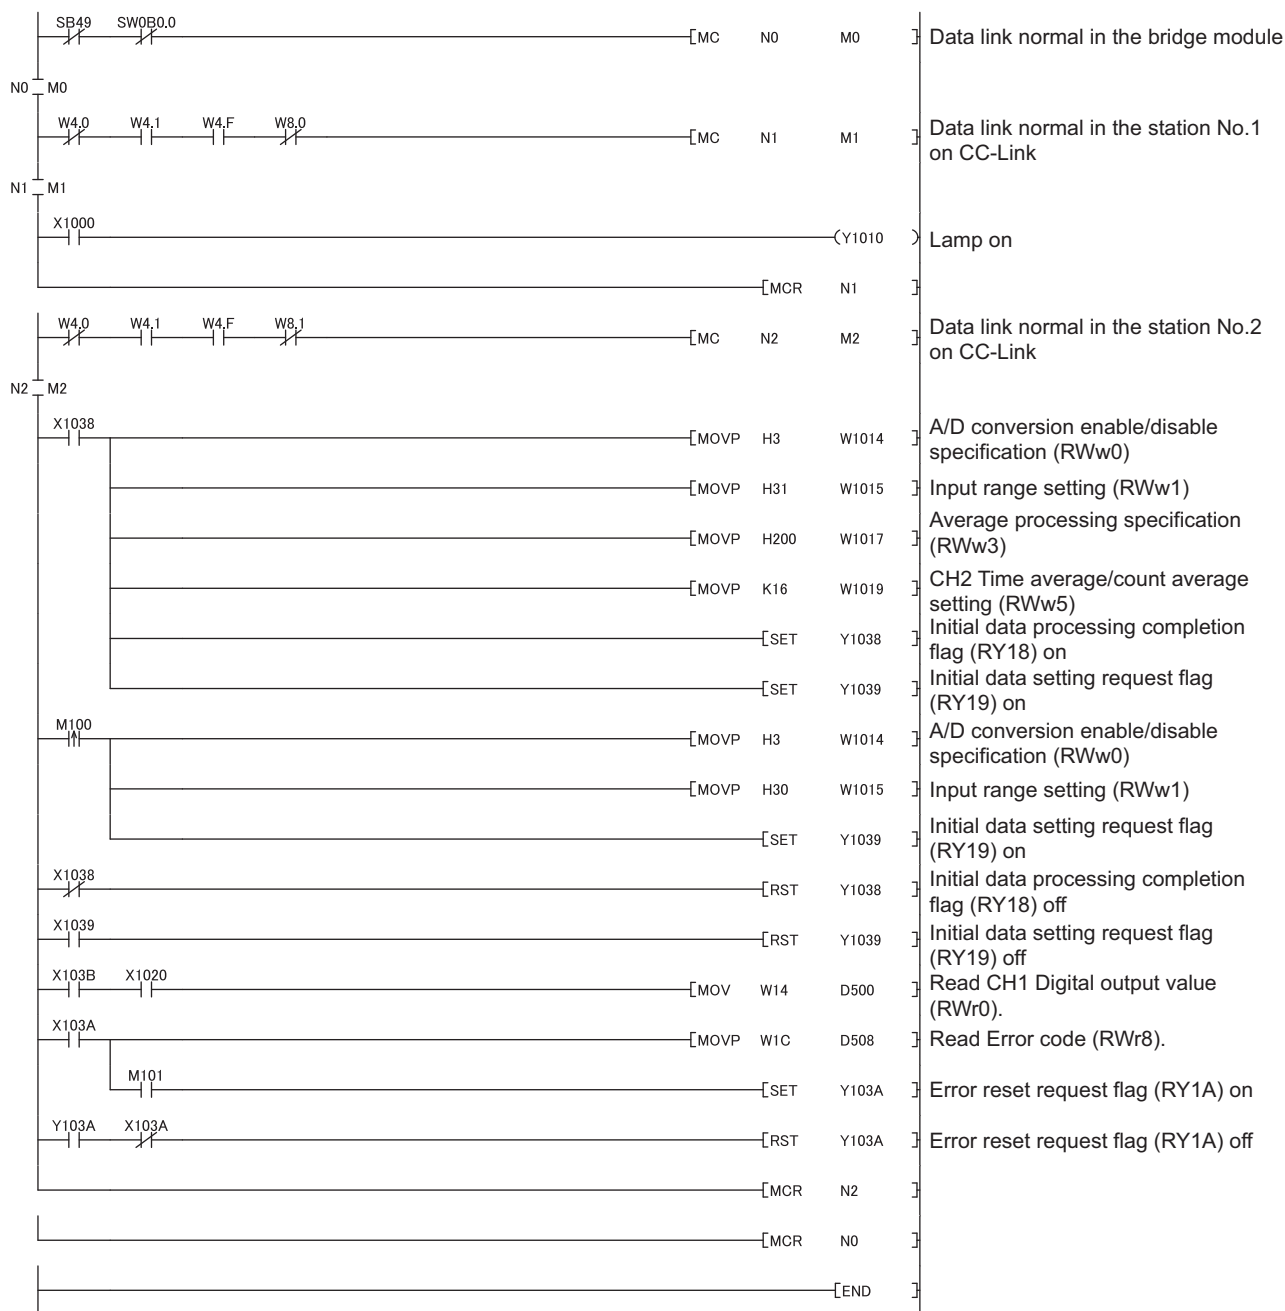 SB49 SW0B0.0
MC N0 M0 Data link normal in the bridge module
N0 M0
W4.0 W4.1 W4.F W8.0
MC N1 M1 Data link normal in the station No.1
on CC-Link
N1 M1
X1000
Y1010 Lamp on
MCR N1
W4.0 W4.1 W4.F W8.1
MC N2 M2 Data link normal in the station No.2
on CC-Link
N2 M2
X1038
MOVP H3 W1014 A/D conversion enable/disable
specification (RWw0)
MOVP H31 W1015 Input range setting (RWw1)
MOVP H200 W1017 Average processing specification
(RWw3)
MOVP K16 W1019 CH2 Time average/count average
setting (RWw5)
SET Y1038 Initial data processing completion
flag (RY18) on
SET Y1039 Initial data setting request flag
(RY19) on
M100
MOVP H3 W1014 A/D conversion enable/disable
specification (RWw0)
MOVP H30 W1015 Input range setting (RWw1)
SET Y1039 Initial data setting request flag
(RY19) on
X1038
RST Y1038 Initial data processing completion
flag (RY18) off
X1039
RST Y1039 Initial data setting request flag
(RY19) off
X103B X1020
MOV W14 D500 Read CH1 Digital output value
(RWr0).
X103A
MOVP W1C D508 Read Error code (RWr8).
M101
SET Y103A Error reset request flag (RY1A) on
Y103A X103A
RST Y103A Error reset request flag (RY1A) off
MCR N2
MCR N0
END